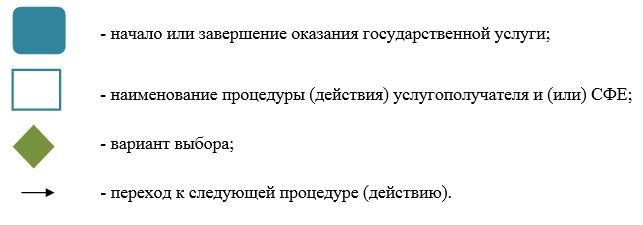 - начало или завершение оказания государственной услуги;
- наименование процедуры (действия) услугополучателя и (или) СФЕ;
- вариант выбора;
- переход к следующей процедуре (действию).